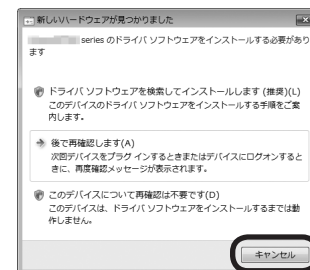 新しいハードウェアが見つかりました
series のドライバ ソフトウェアをインストールする必要があり
ます
ドライバ ソフトウェアを検索してインストールします (推奨)(L)
このデバイスのドライバ ソフトウェアをインストールする手順をご案
内します。
後で再確認します(A)
次回デバイスをプラグ インするときまたはデバイスにログオンすると
きに、再度確認メッセージが表示されます。
このデバイスについて再確認は不要です(D)
このデバイスは、ドライバ ソフトウェアをインストールするまでは動
作しません。
キャンセル